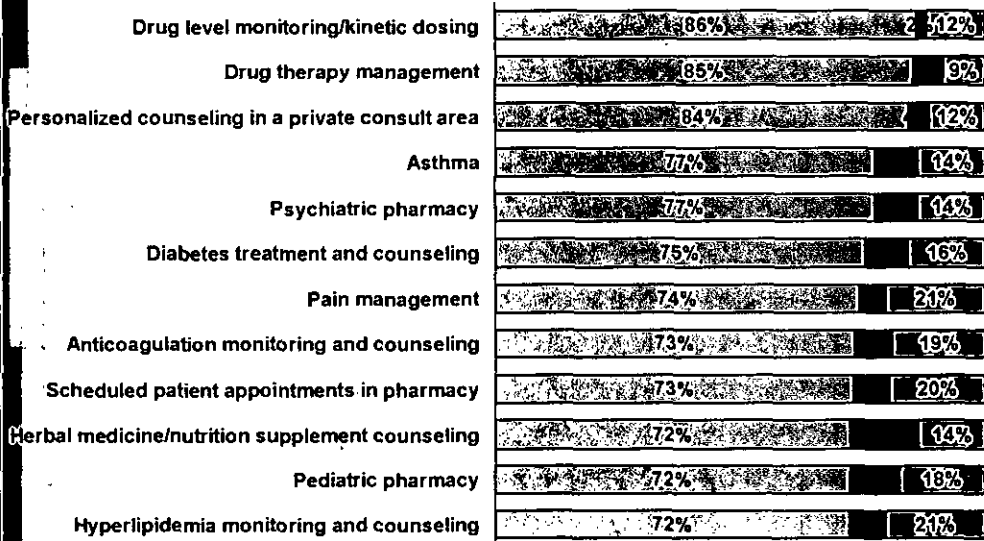 Drug level monitoring/kinetic dosing 86% 2% 12%
Drug therapy management 85% 9%
Personalized counseling in a private consult area 84% 12%
Asthma 77% 14%
Psychiatric pharmacy 77% 14%
Diabetes treatment and counseling 75% 16%
Pain management 74% 21%
Anticoagulation monitoring and counseling 73% 19%
Scheduled patient appointments in pharmacy 73% 20%
Herbal medicine/nutrition supplement counseling 72% 14%
Pediatric pharmacy 72% 18%
Hyperlipidemia monitoring and counseling 72% 21%